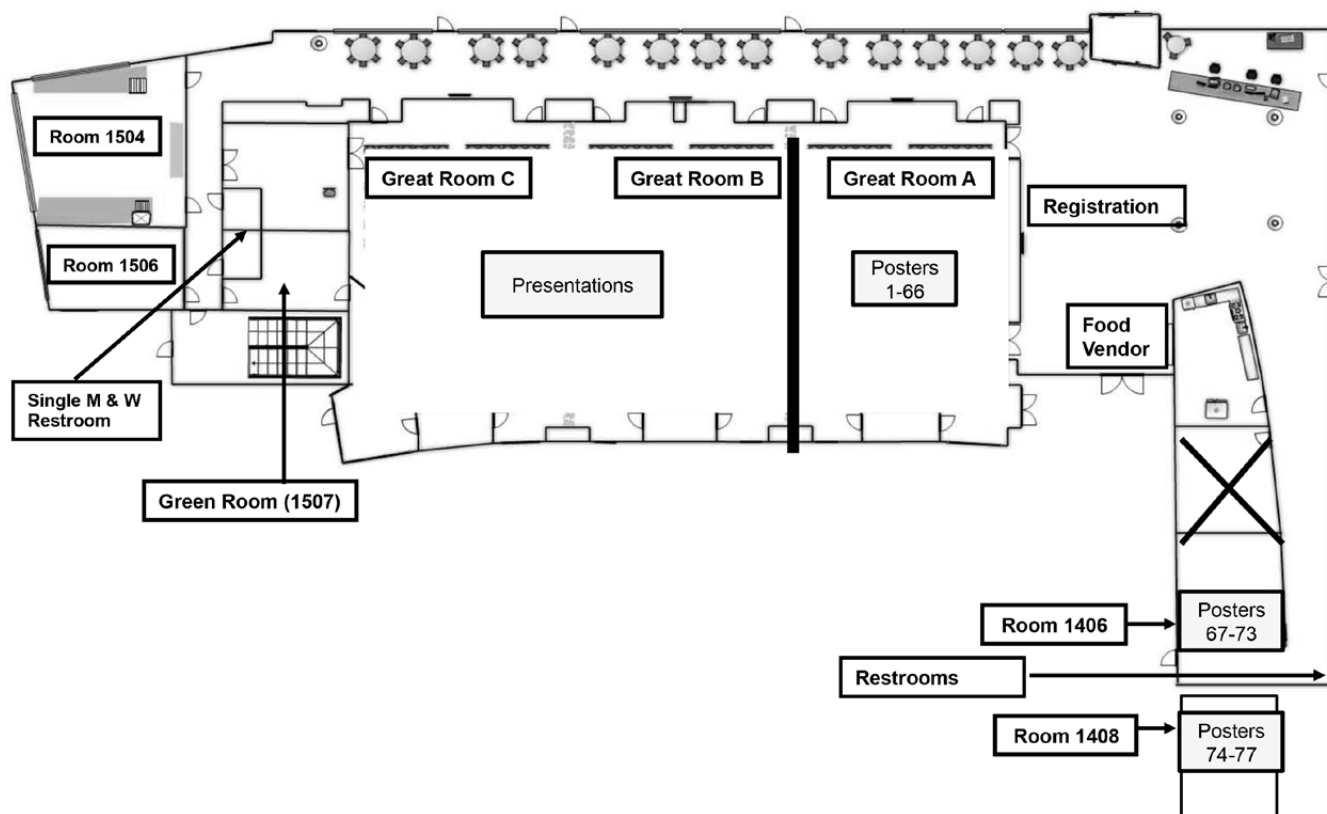 Room 1504
Great Room C
Great Room B
Great Room A
Registration
Room 1506
Presentations
Posters
1-66
Food
Vendor
Single M & W
Restroom
Green Room (1507)
Room 1406
Posters
67-73
Restrooms
Room 1408
Posters
74-77